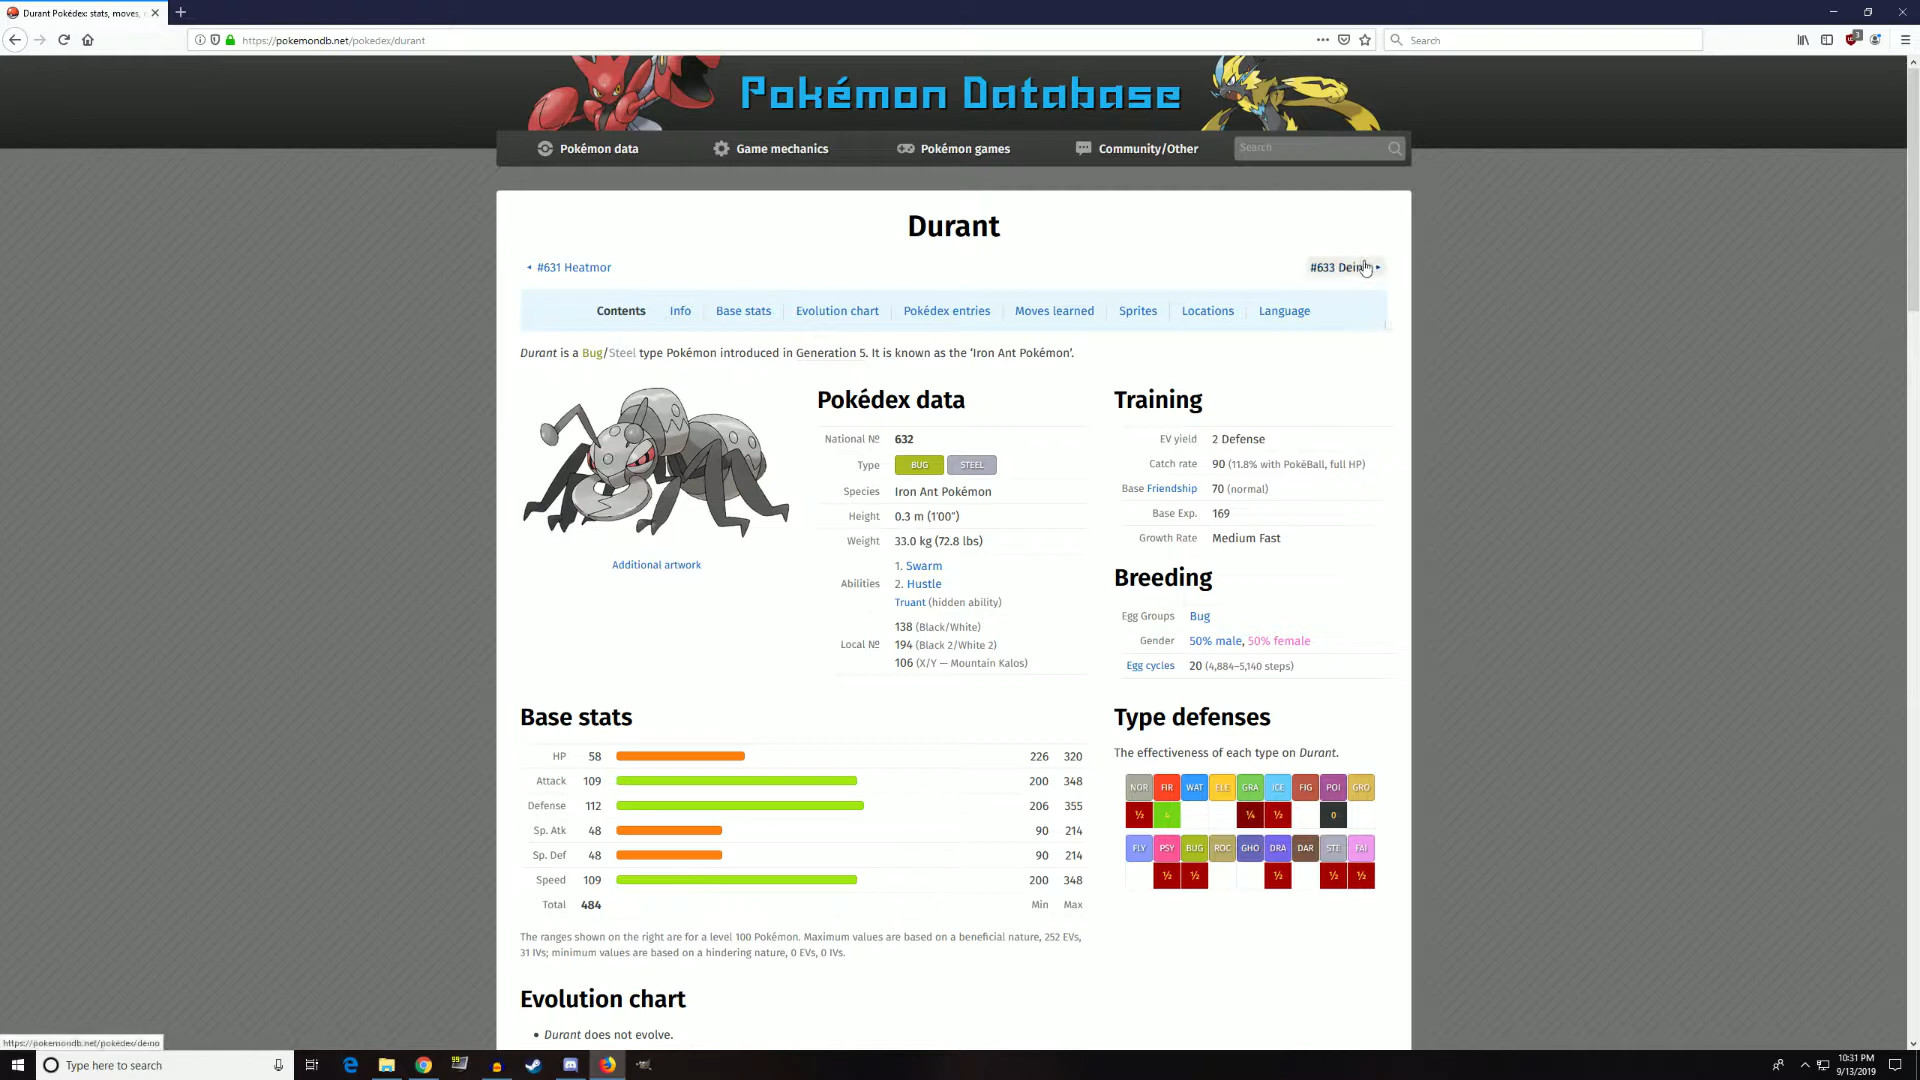 Durant Pokédex: stats, moves,
https://pokemondb.net/pokedex/durant
Search
Pokémon Database
Pokémon data
Game mechanics
Pokémon games
Community/Other
Search
Durant
#631 Heatmor
#633 Dein
Contents Info Base stats Evolution chart Pokédex entries Moves learned Sprites Locations Language
Durant is a Bug/Steel type Pokémon introduced in Generation 5. It is known as the ‘Iron Ant Pokémon’.
Additional artwork
Pokédex data
National № 632
Type BUG STEEL
Species Iron Ant Pokémon
Height 0.3 m (1′00″)
Weight 33.0 kg (72.8 lbs)
Abilities
1. Swarm
2. Hustle
Truant (hidden ability)
Local №
138 (Black/White)
194 (Black 2/White 2)
106 (X/Y — Mountain Kalos)
Training
EV yield 2 Defense
Catch rate 90 (11.8% with PokéBall, full HP)
Base Friendship 70 (normal)
Base Exp. 169
Growth Rate Medium Fast
Breeding
Egg Groups Bug
Gender 50% male, 50% female
Egg cycles 20 (4,884–5,140 steps)
Base stats
HP 58 226 320
Attack 109 200 348
Defense 112 206 355
Sp. Atk 48 90 214
Sp. Def 48 90 214
Speed 109 200 348
Total 484 Min Max
The ranges shown on the right are for a level 100 Pokémon. Maximum values are based on a beneficial nature, 252 EVs,
31 IVs; minimum values are based on a hindering nature, 0 EVs, 0 IVs.
Type defenses
The effectiveness of each type on Durant.
NOR FIR WAT ELE GRA ICE FIG POI GRO
½ 4 ¼ ½ 0
FLY PSY BUG ROC GHO DRA DAR STE FAI
½ ½ ½ ½ ½
Evolution chart
• Durant does not evolve.
https://pokemondb.net/pokedex/deino
Type here to search
10:31 PM
9/13/2019